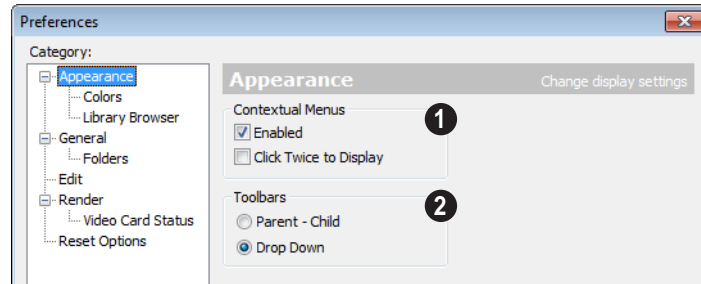 Preferences
Category:
Appearance
Colors
Library Browser
General
Folders
Edit
Render
Video Card Status
Reset Options
Appearance
Change display settings
Contextual Menus
1
Enabled
Click Twice to Display
Toolbars
2
Parent - Child
Drop Down